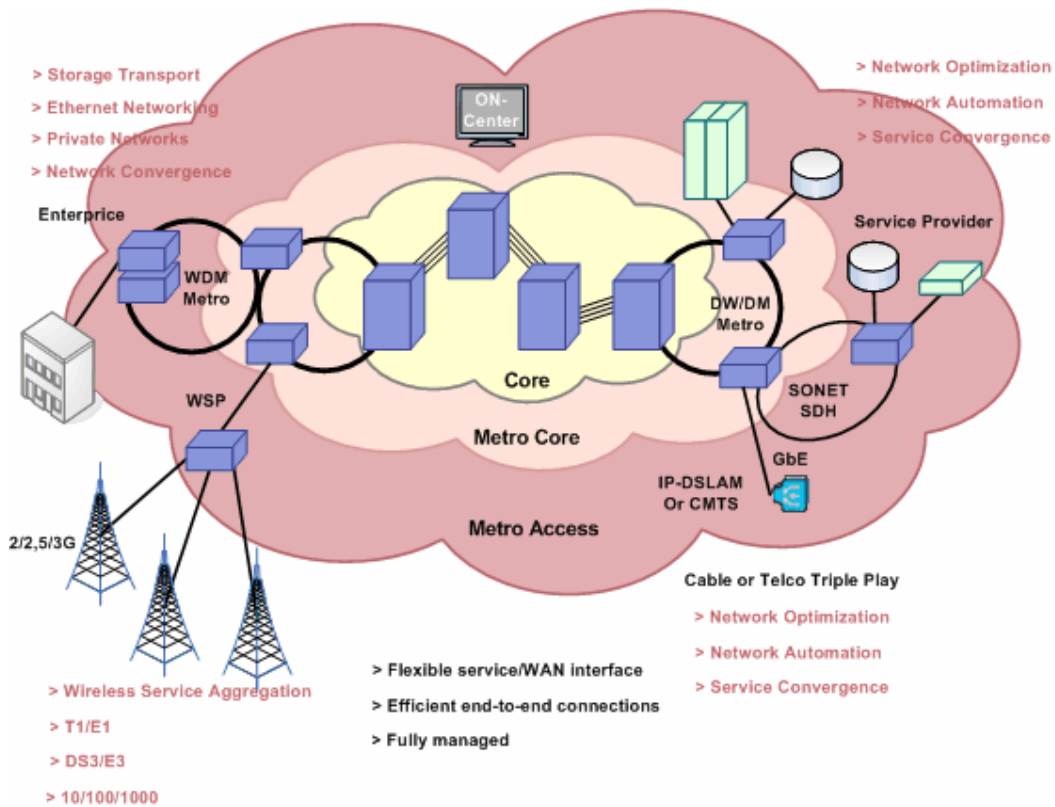 > Storage Transport
> Ethernet Networking
> Private Networks
> Network Convergence
ON-
Center
> Network Optimization
> Network Automation
> Service Convergence
Enterprice
WDM
Metro
Service Provider
DW/DM
Metro
Core
SONET
SDH
WSP
Metro Core
GbE
IP-DSLAM
Or CMTS
Metro Access
2/2,5/3G
Cable or Telco Triple Play
> Network Optimization
> Network Automation
> Service Convergence
> Flexible service/WAN interface
> Efficient end-to-end connections
> Fully managed
> Wireless Service Aggregation
> T1/E1
> DS3/E3
> 10/100/1000